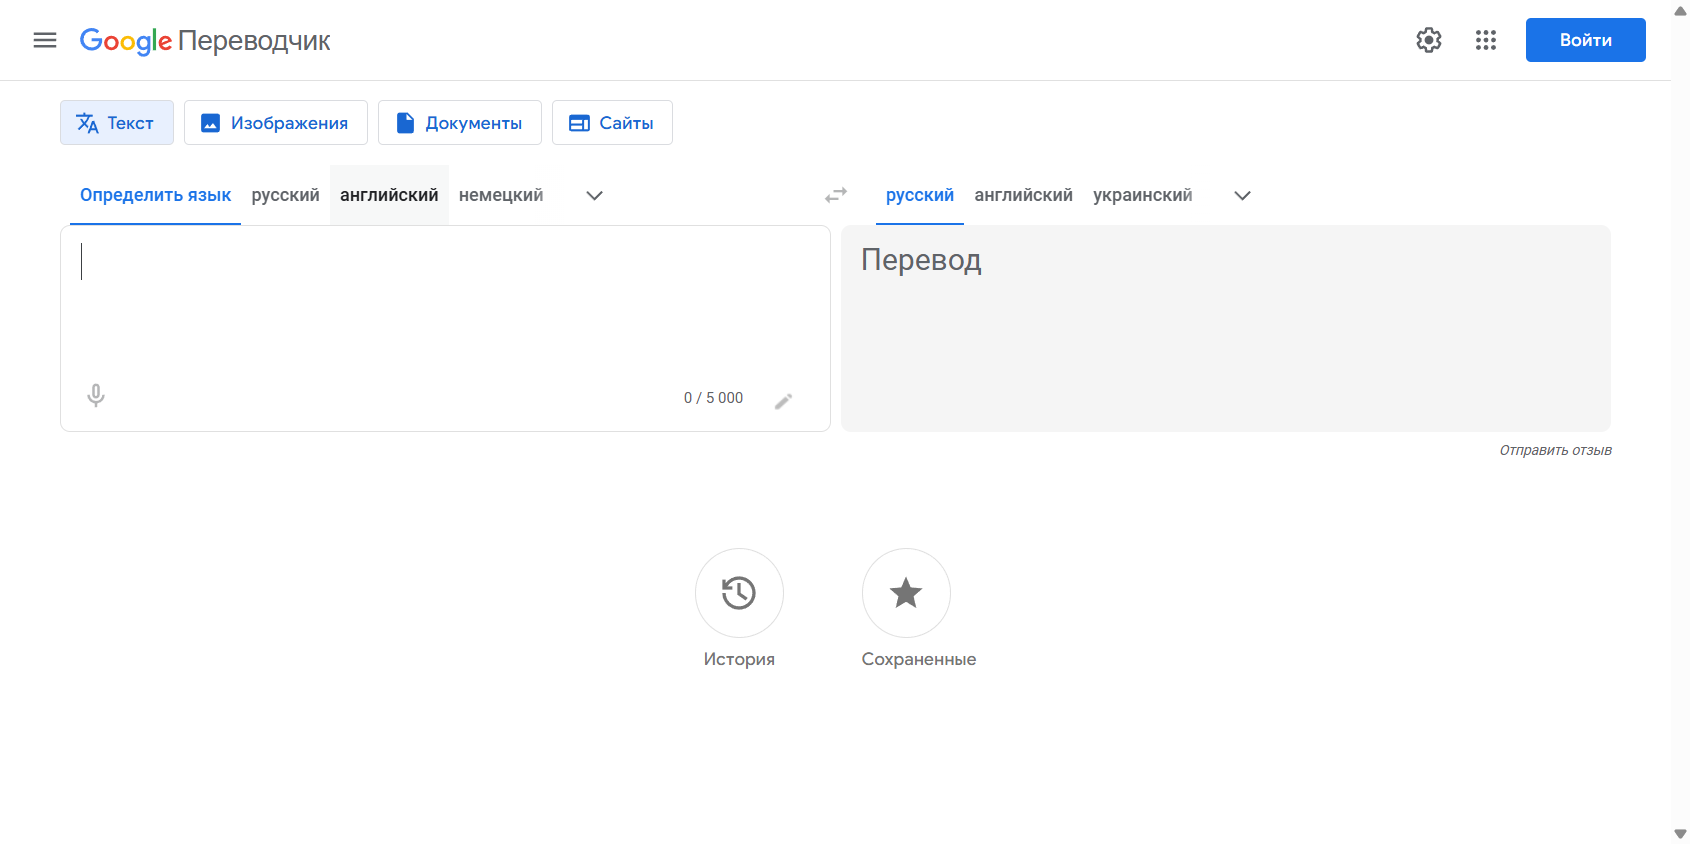 Google Переводчик
Войти
Текст Изображения Документы Сайты
Определить язык русский английский немецкий русский английский украинский
Перевод
0 / 5 000
Отправить отзыв
История Сохраненные